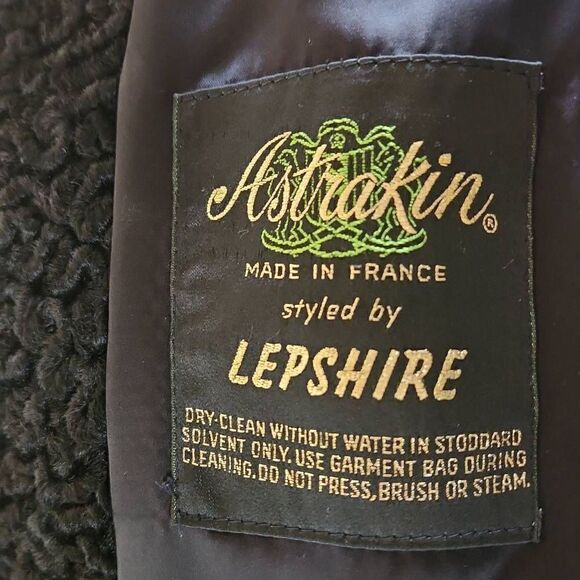 Astrakin®
MADE IN FRANCE
styled by
LEPSHIRE
DRY-CLEAN WITHOUT WATER IN STODDARD
SOLVENT ONLY. USE GARMENT BAG DURING
CLEANING. DO NOT PRESS, BRUSH OR STEAM.